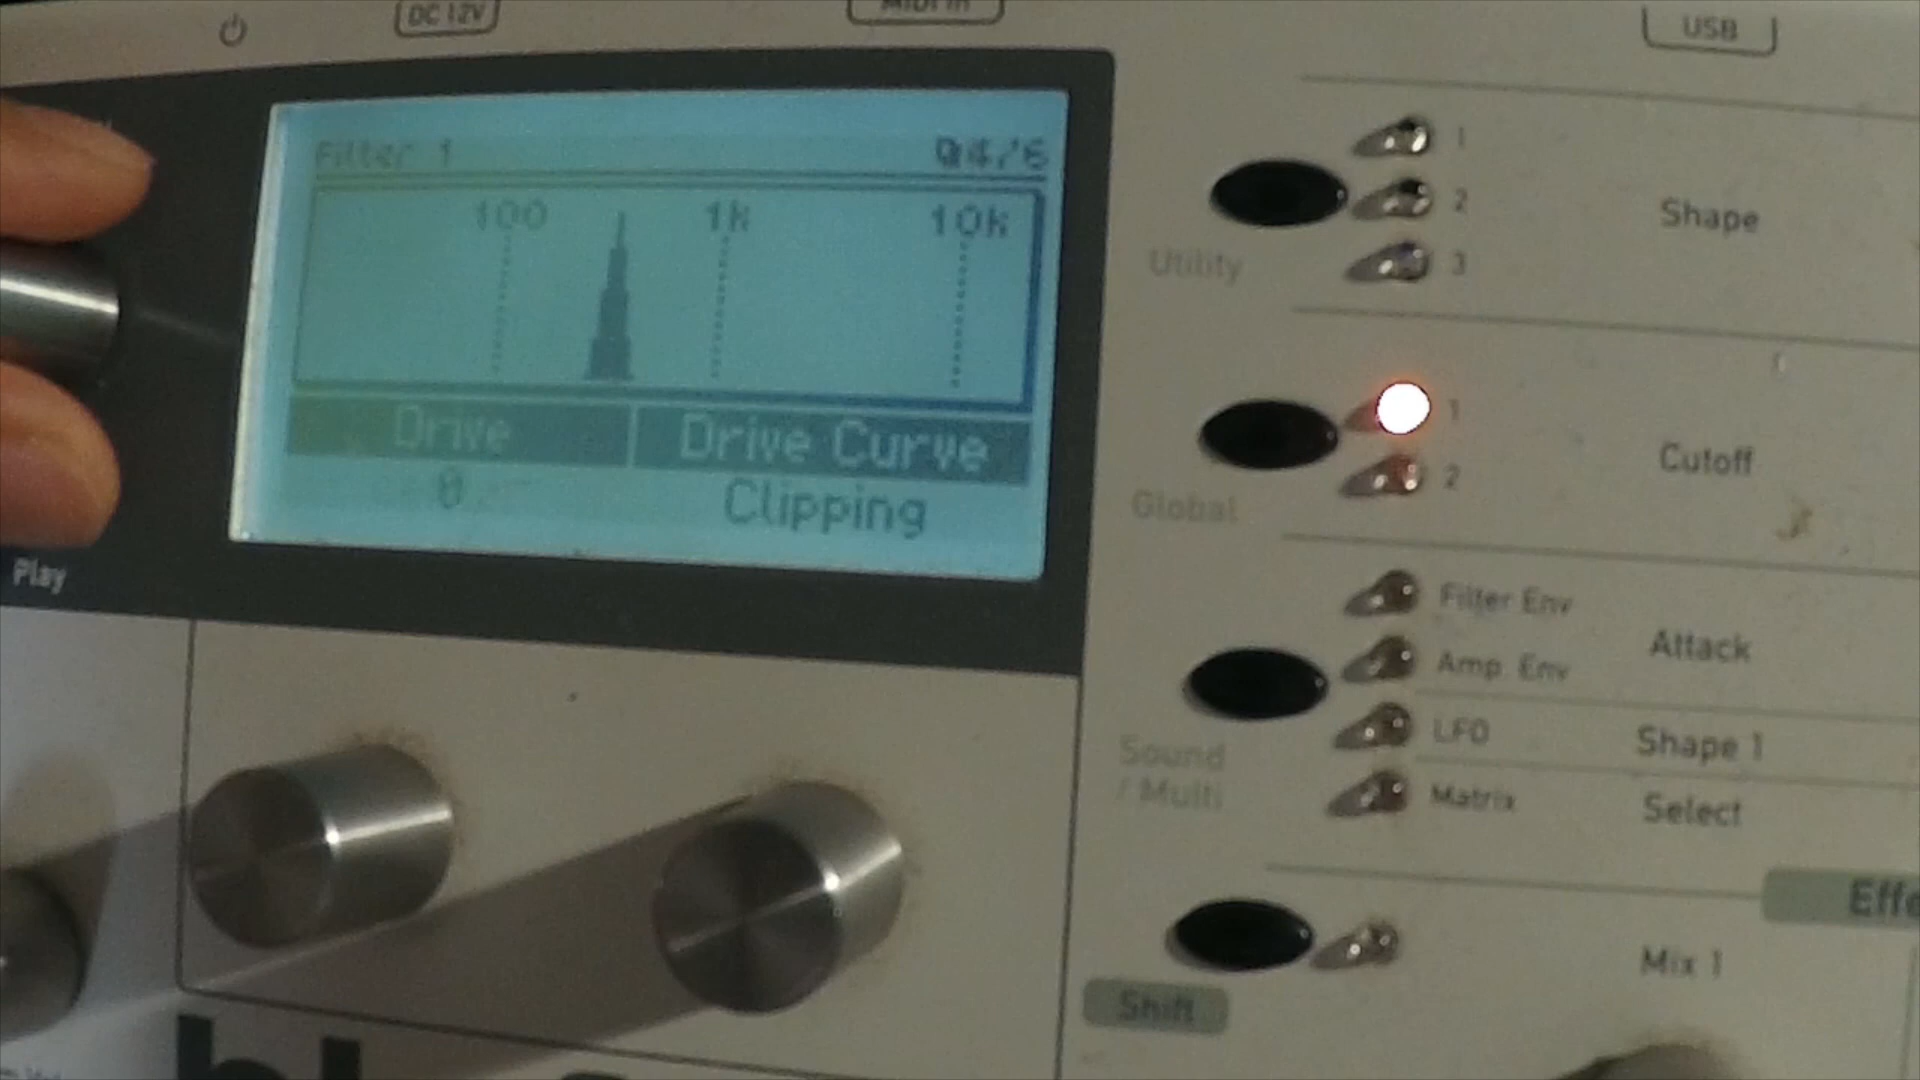 DC 12V
MIDI In
USB
Filter 1
100 1k 10k
Drive Drive Curve
0 Clipping
Play
1
2
3
Shape
Utility
1
2
Cutoff
Global
Filter Env
Amp. Env
Attack
LFO
Shape 1
Matrix
Select
Sound
/ Multi
Effe
Mix 1
Shift
bl